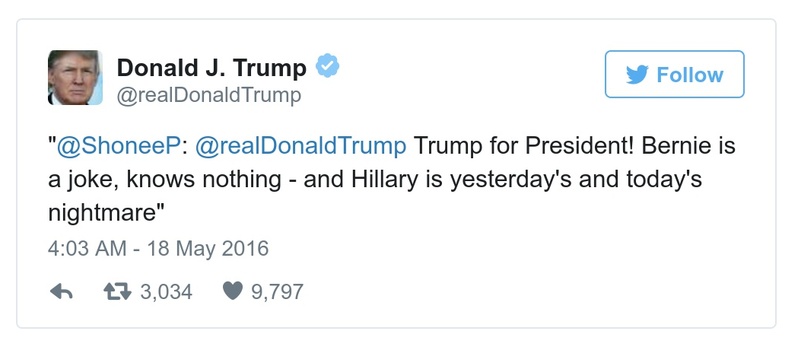 Donald J. Trump
@realDonaldTrump
Follow
"@ShoneeP: @realDonaldTrump Trump for President! Bernie is
a joke, knows nothing - and Hillary is yesterday's and today's
nightmare"
4:03 AM - 18 May 2016
3,034 9,797